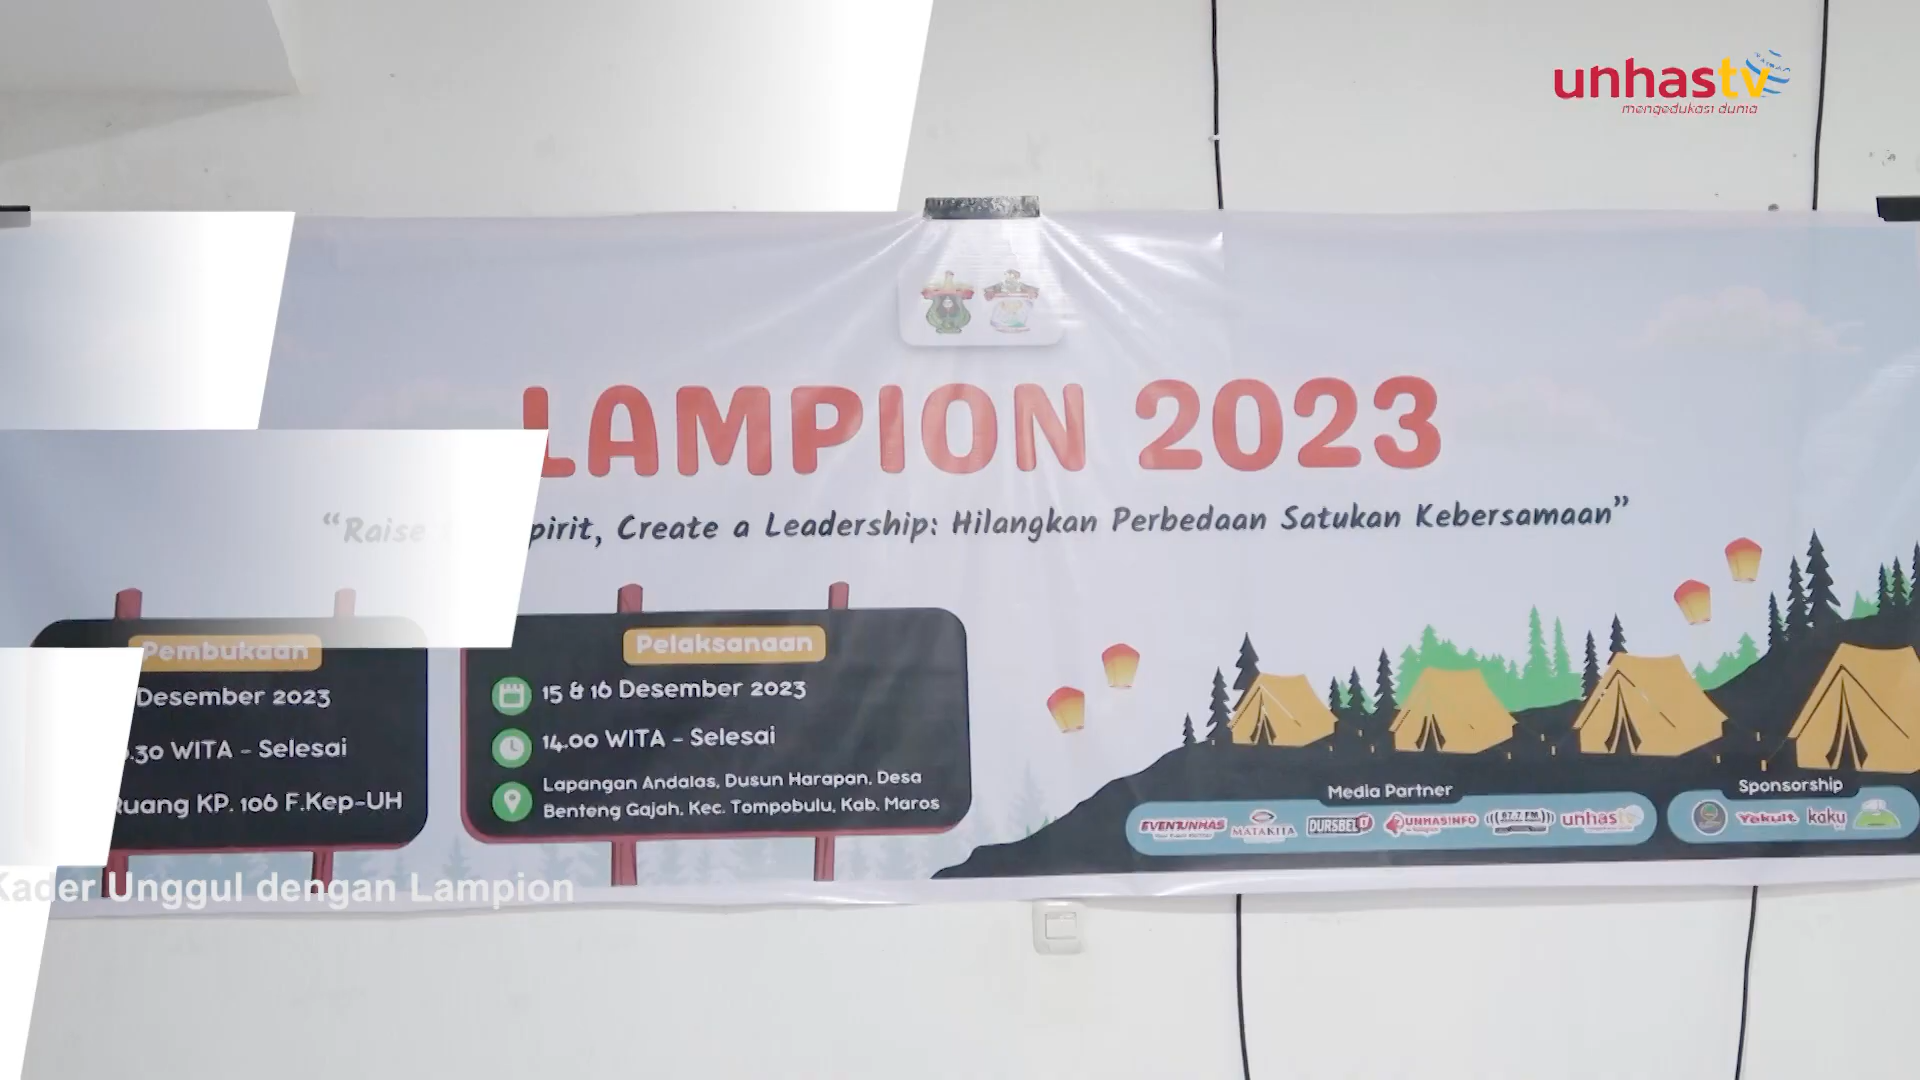 unhastv
mengedukasi dunia
LAMPION 2023
“Raise pirit, Create a Leadership: Hilangkan Perbedaan Satukan Kebersamaan”
Pembukaan
Desember 2023
.30 WITA - Selesai
Ruang KP. 106 F.Kep-UH
Pelaksanaan
15 & 16 Desember 2023
14.00 WITA - Selesai
Lapangan Andalas, Dusun Harapan, Desa
Benteng Gajah, Kec. Tompobulu, Kab. Maros
Media Partner
EVENTUNHAS MATAKITA UNHASINFO unhastv
Sponsorship
Yakult kaku
Kader Unggul dengan Lampion